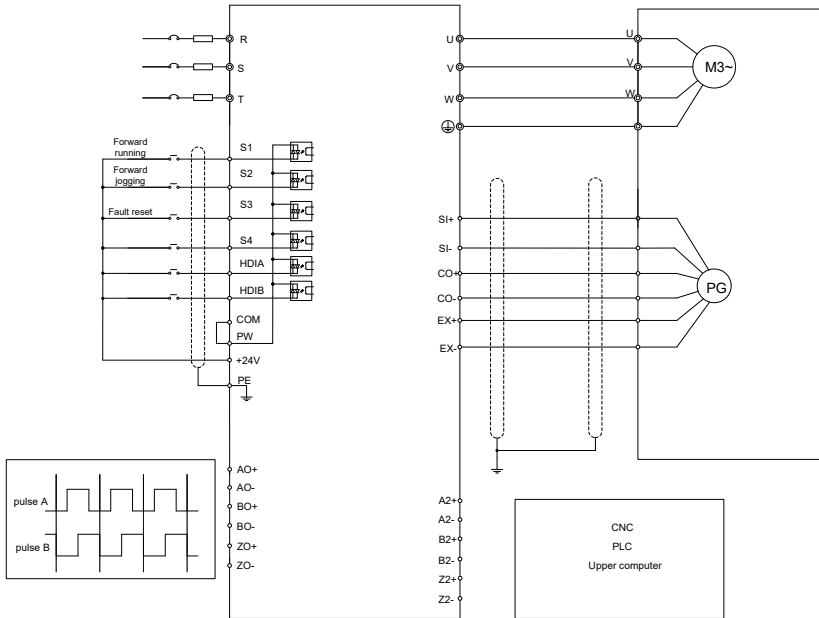 R
S
T
Forward
running
S1
Forward
jogging
S2
Fault reset
S3
S4
HDIA
HDIB
COM
PW
+24V
PE
pulse A
pulse B
AO+
AO-
BO+
BO-
ZO+
ZO-
U
V
W
U
V
W
M3~
SI+
SI-
CO+
CO-
EX+
EX-
PG
A2+
A2-
B2+
B2-
Z2+
Z2-
CNC
PLC
Upper computer